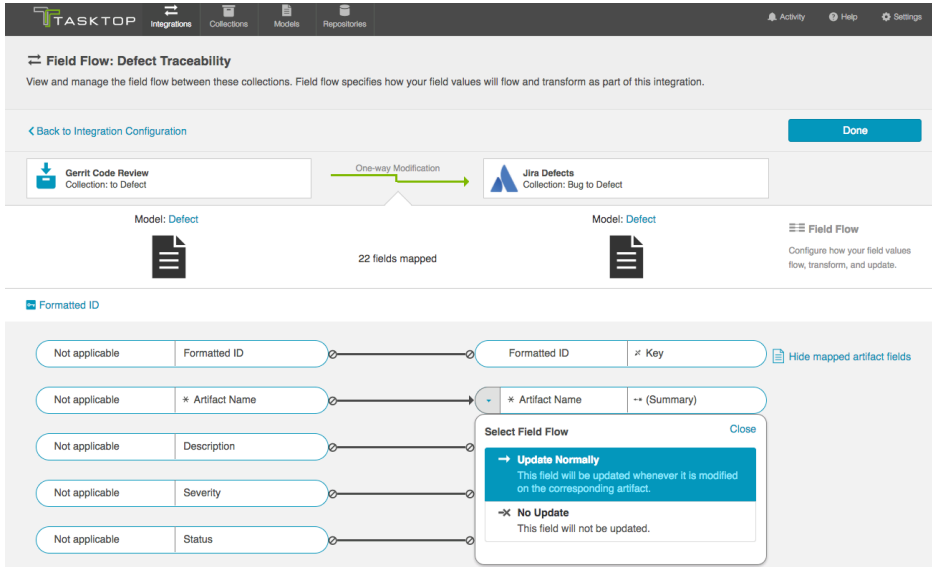 TASKTOP
Integrations
Collections
Models
Repositories
Activity
Help
Settings
Field Flow: Defect Traceability
View and manage the field flow between these collections. Field flow specifies how your field values will flow and transform as part of this integration.
Back to Integration Configuration
Done
Gerrit Code Review
Collection: to Defect
One-way Modification
Jira Defects
Collection: Bug to Defect
Model: Defect
22 fields mapped
Model: Defect
Field Flow
Configure how your field values
flow, transform, and update.
Formatted ID
Not applicable
Formatted ID
Formatted ID
Key
Hide mapped artifact fields
Not applicable
* Artifact Name
* Artifact Name
(Summary)
Not applicable
Description
Select Field Flow
Close
Update Normally
This field will be updated whenever it is modified
on the corresponding artifact.
Not applicable
Severity
No Update
This field will not be updated.
Not applicable
Status